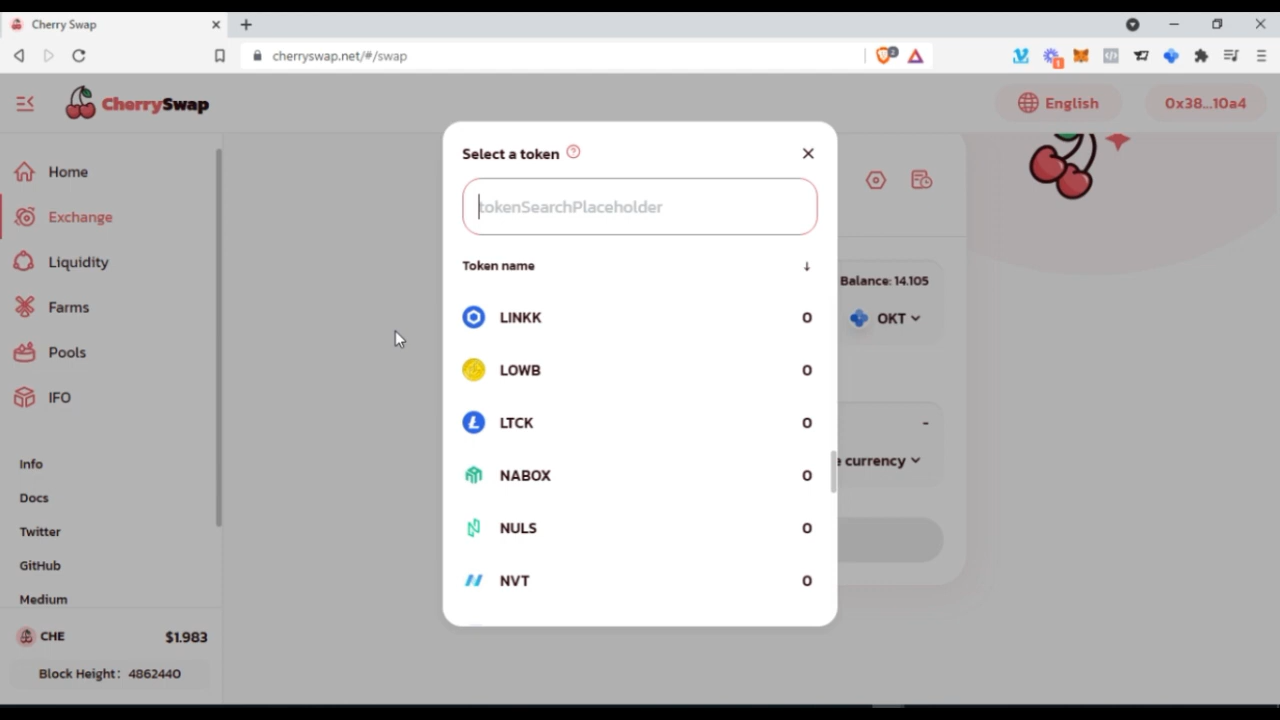 Cherry Swap
cherryswap.net/#/swap
2
1
CherrySwap
English
0x38...10a4
Home
Exchange
Liquidity
Farms
Pools
IFO
Info
Docs
Twitter
GitHub
Medium
CHE
$1.983
Block Height: 4862440
Select a token
tokenSearchPlaceholder
Token name
LINKK 0
LOWB 0
LTCK 0
NABOX 0
NULS 0
NVT 0
Balance: 14.105
OKT
-
currency